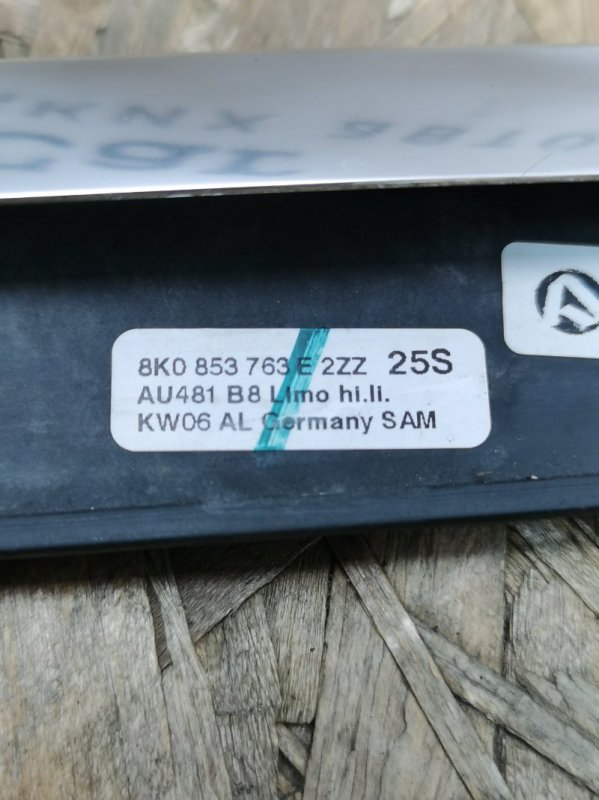 8K0 853 763 E 2ZZ 25S
AU481 B8 Limo hi.li.
KW06 AL Germany SAM